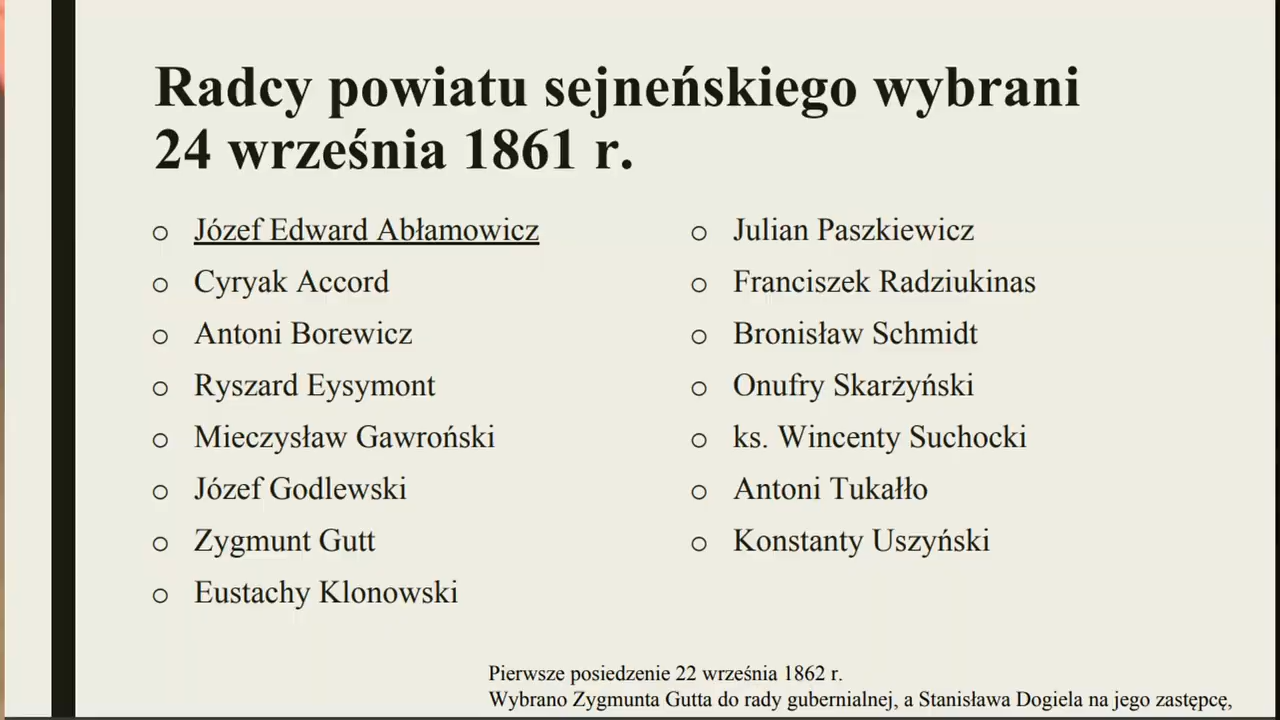 Radcy powiatu sejneńskiego wybrani
24 września 1861 r.
Józef Edward Abłamowicz
Cyryak Accord
Antoni Borewicz
Ryszard Eysymont
Mieczysław Gawroński
Józef Godlewski
Zygmunt Gutt
Eustachy Klonowski
Julian Paszkiewicz
Franciszek Radziukinas
Bronisław Schmidt
Onufry Skarżyński
ks. Wincenty Suchocki
Antoni Tukałło
Konstanty Uszyński
Pierwsze posiedzenie 22 września 1862 r.
Wybrano Zygmunta Gutta do rady gubernialnej, a Stanisława Dogiela na jego zastępcę,